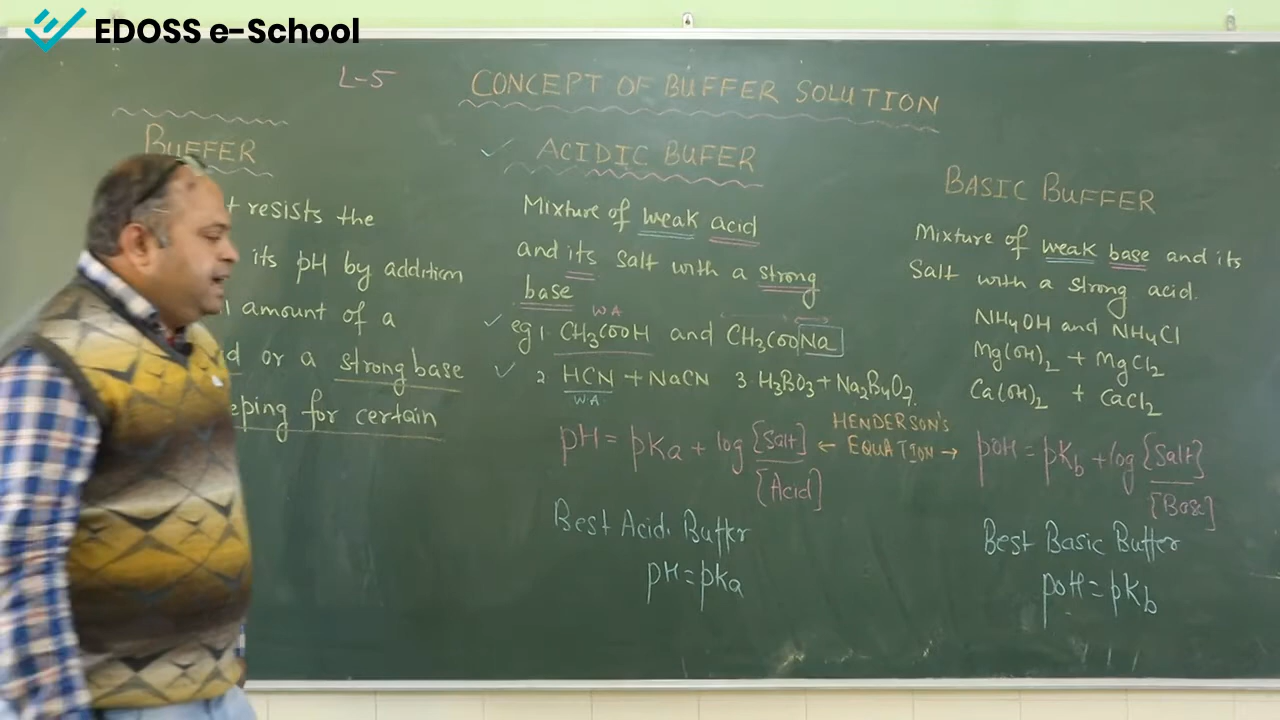 EDOSS e-School
L-5
CONCEPT OF BUFFER SOLUTION
BUFFER
resists the
its pH by addition
amount of a
or a strong base
for certain
ACIDIC BUFER
Mixture of weak acid
and its salt with a strong
base
W A
eg 1. CH3COOH and CH3COONa
2. HCN + NaCN 3. H3BO3 + Na2B4O7.
W.A.
pH = pKa + log [Salt]
[Acid]
HENDERSON'S
← EQUATION →
Best Acid. Buffer
pH = pKa
BASIC BUFFER
Mixture of weak base and its
Salt with a strong acid.
NH4OH and NH4Cl
Mg(OH)2 + MgCl2
Ca(OH)2 + CaCl2
pOH = pKb + log [Salt]
[Base]
Best Basic Buffer
pOH = pKb